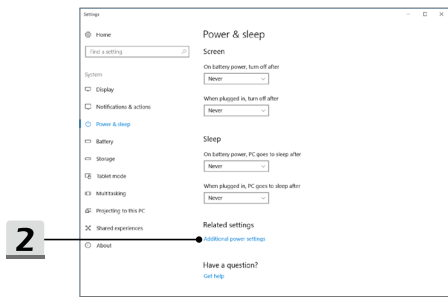 Settings
Home
Find a setting
System
Display
Notifications & actions
Power & sleep
Battery
Storage
Tablet mode
Multitasking
Projecting to this PC
Shared experiences
About
Power & sleep
Screen
On battery power, turn off after
Never
When plugged in, turn off after
Never
Sleep
On battery power, PC goes to sleep after
Never
When plugged in, PC goes to sleep after
Never
Related settings
Additional power settings
Have a question?
Get help
2